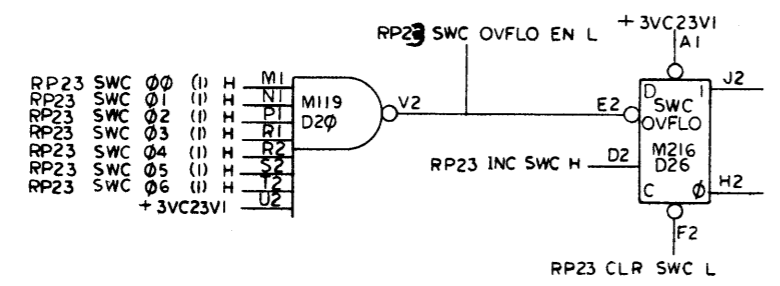 RP23 SWC OVFLO EN L
+3VC23V1
A1
RP23 SWC ØØ (1) H M1
RP23 SWC Ø1 (1) H N1
RP23 SWC Ø2 (1) H P1
RP23 SWC Ø3 (1) H R1
RP23 SWC Ø4 (1) H R2
RP23 SWC Ø5 (1) H S2
RP23 SWC Ø6 (1) H T2
+3VC23V1 U2
M119
D2Ø
V2
E2
D 1
J2
SWC
OVFLO
M216
D26
RP23 INC SWC H D2
C Ø
H2
F2
RP23 CLR SWC L